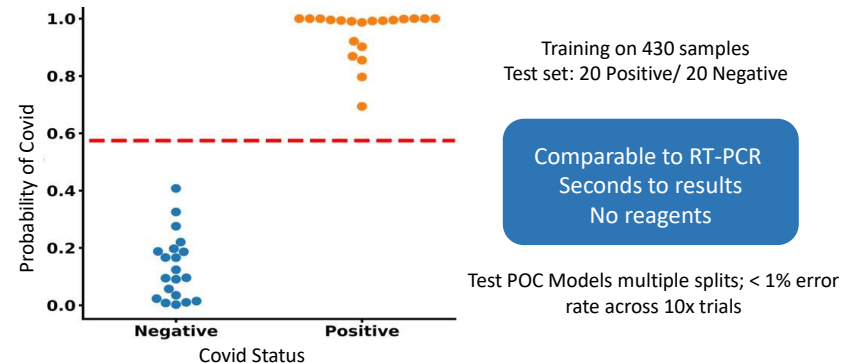 Probability of Covid
1.0
0.8
0.6
0.4
0.2
0.0
Negative
Positive
Covid Status
Training on 430 samples
Test set: 20 Positive/ 20 Negative
Comparable to RT-PCR
Seconds to results
No reagents
Test POC Models multiple splits; < 1% error
rate across 10x trials